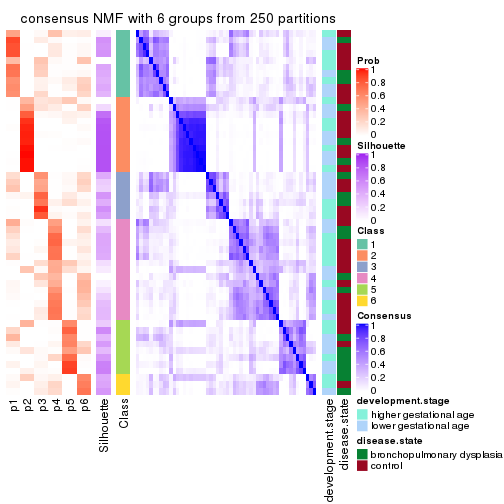 consensus NMF with 6 groups from 250 partitions
Prob
1
0.8
0.6
0.4
0.2
0
Silhouette
1
0.8
0.6
0.4
0.2
0
Class
1
2
3
4
5
6
Consensus
1
0.8
0.6
0.4
0.2
0
development.stage
higher gestational age
lower gestational age
disease.state
bronchopulmonary dysplasia
control
p1
p2
p3
p4
p5
p6
Silhouette
Class
development.stage
disease.state